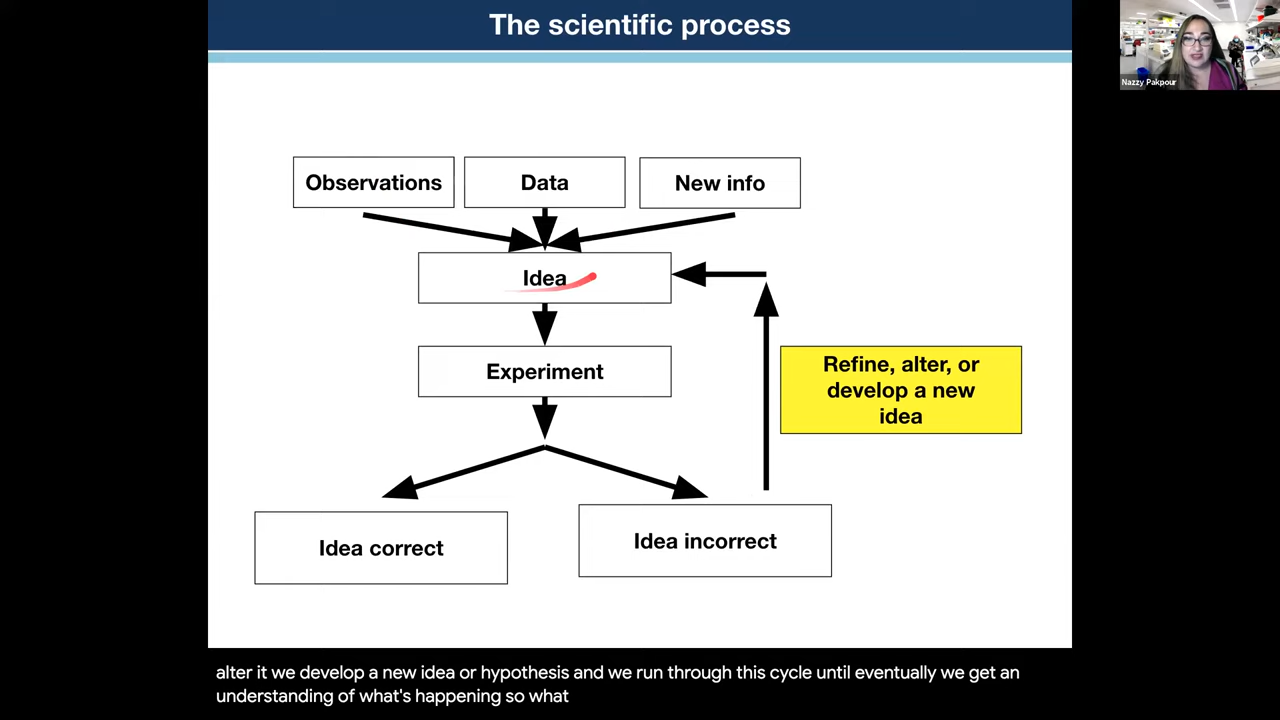 The scientific process
Nazzy Pakpour
Observations
Data
New info
Idea
Experiment
Refine, alter, or
develop a new
idea
Idea correct
Idea incorrect
alter it we develop a new idea or hypothesis and we run through this cycle until eventually we get an
understanding of what's happening so what